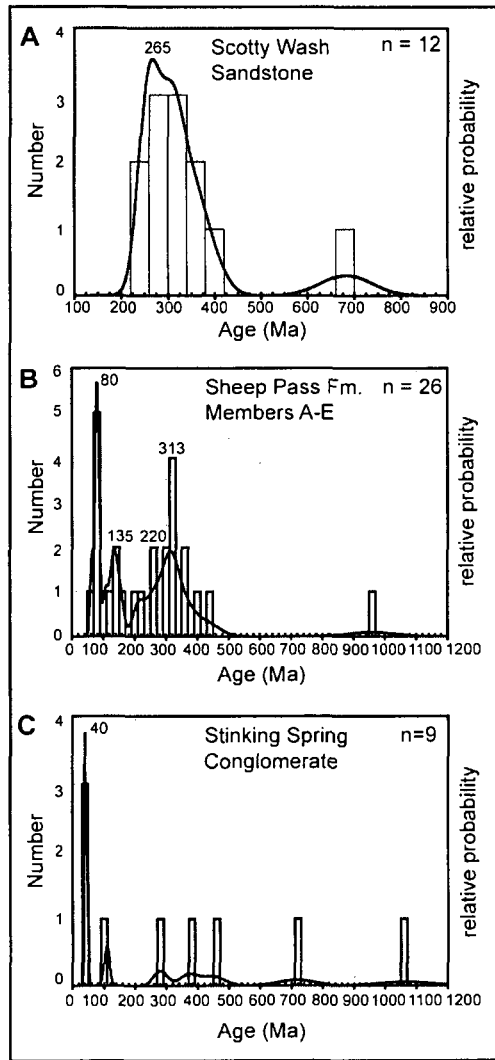 A
4
3
2
1
0
Number
265
Scotty Wash
Sandstone
n = 12
relative probability
100 200 300 400 500 600 700 800 900
Age (Ma)
B
6
5
4
3
2
1
0
Number
80
135
220
313
Sheep Pass Fm.
Members A-E
n = 26
relative probability
0 100 200 300 400 500 600 700 800 900 1000 1100 1200
Age (Ma)
C
4
3
2
1
0
Number
40
Stinking Spring
Conglomerate
n=9
relative probability
0 100 200 300 400 500 600 700 800 900 1000 1100 1200
Age (Ma)